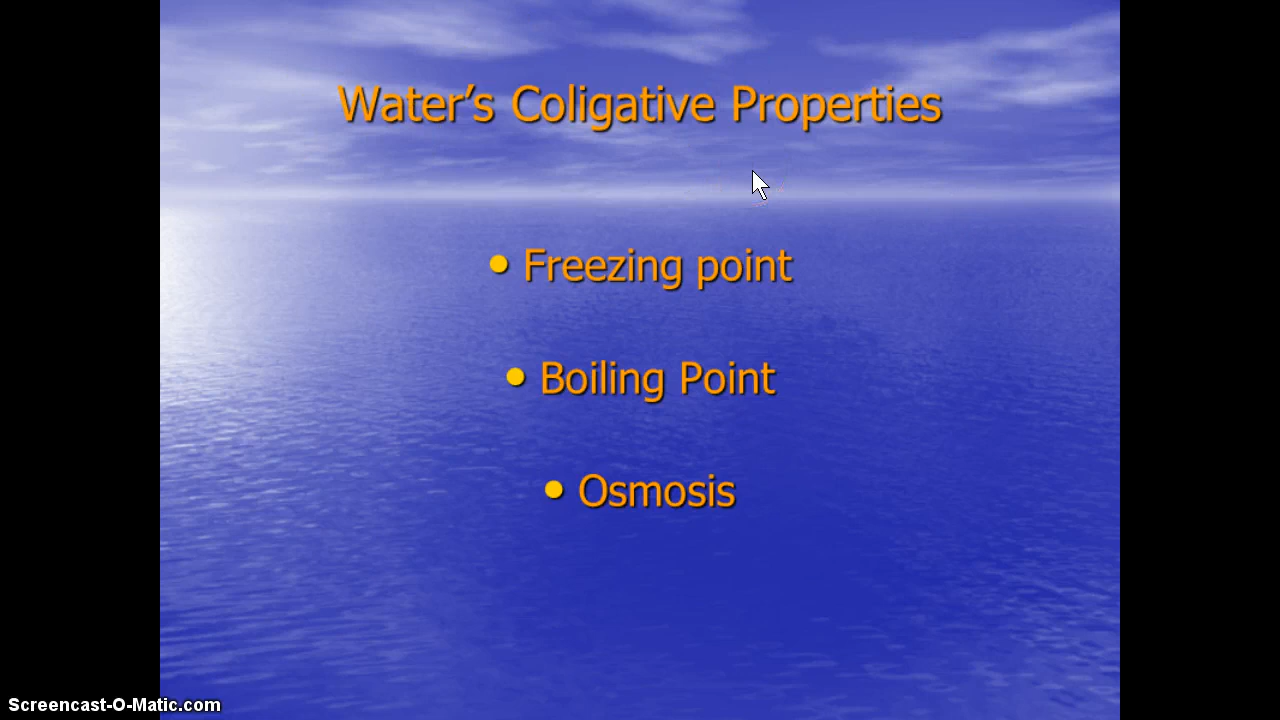 Water's Coligative Properties
• Freezing point
• Boiling Point
• Osmosis
Screencast-O-Matic.com